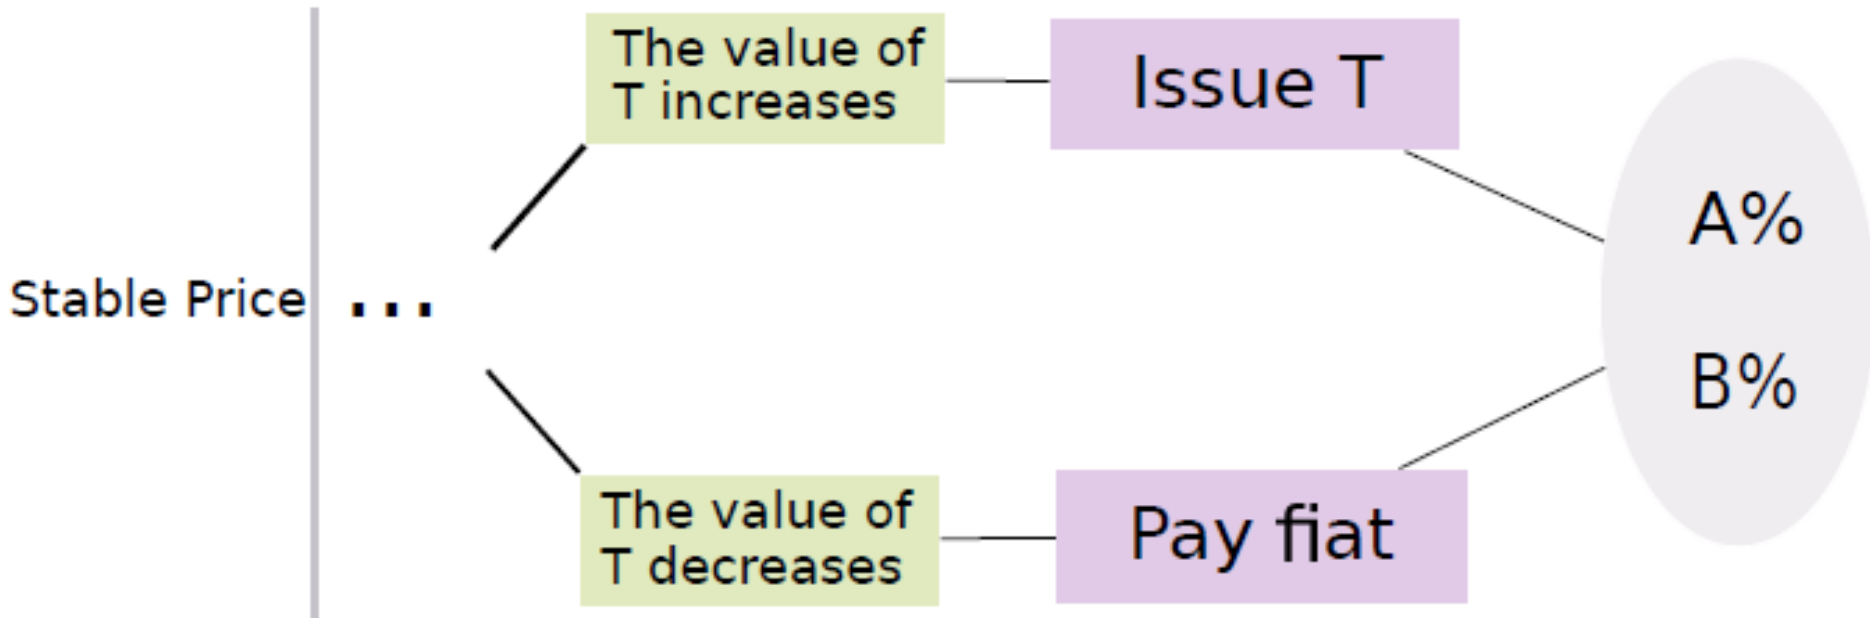 Stable Price
...
The value of
T increases
Issue T
The value of
T decreases
Pay fiat
A%
B%